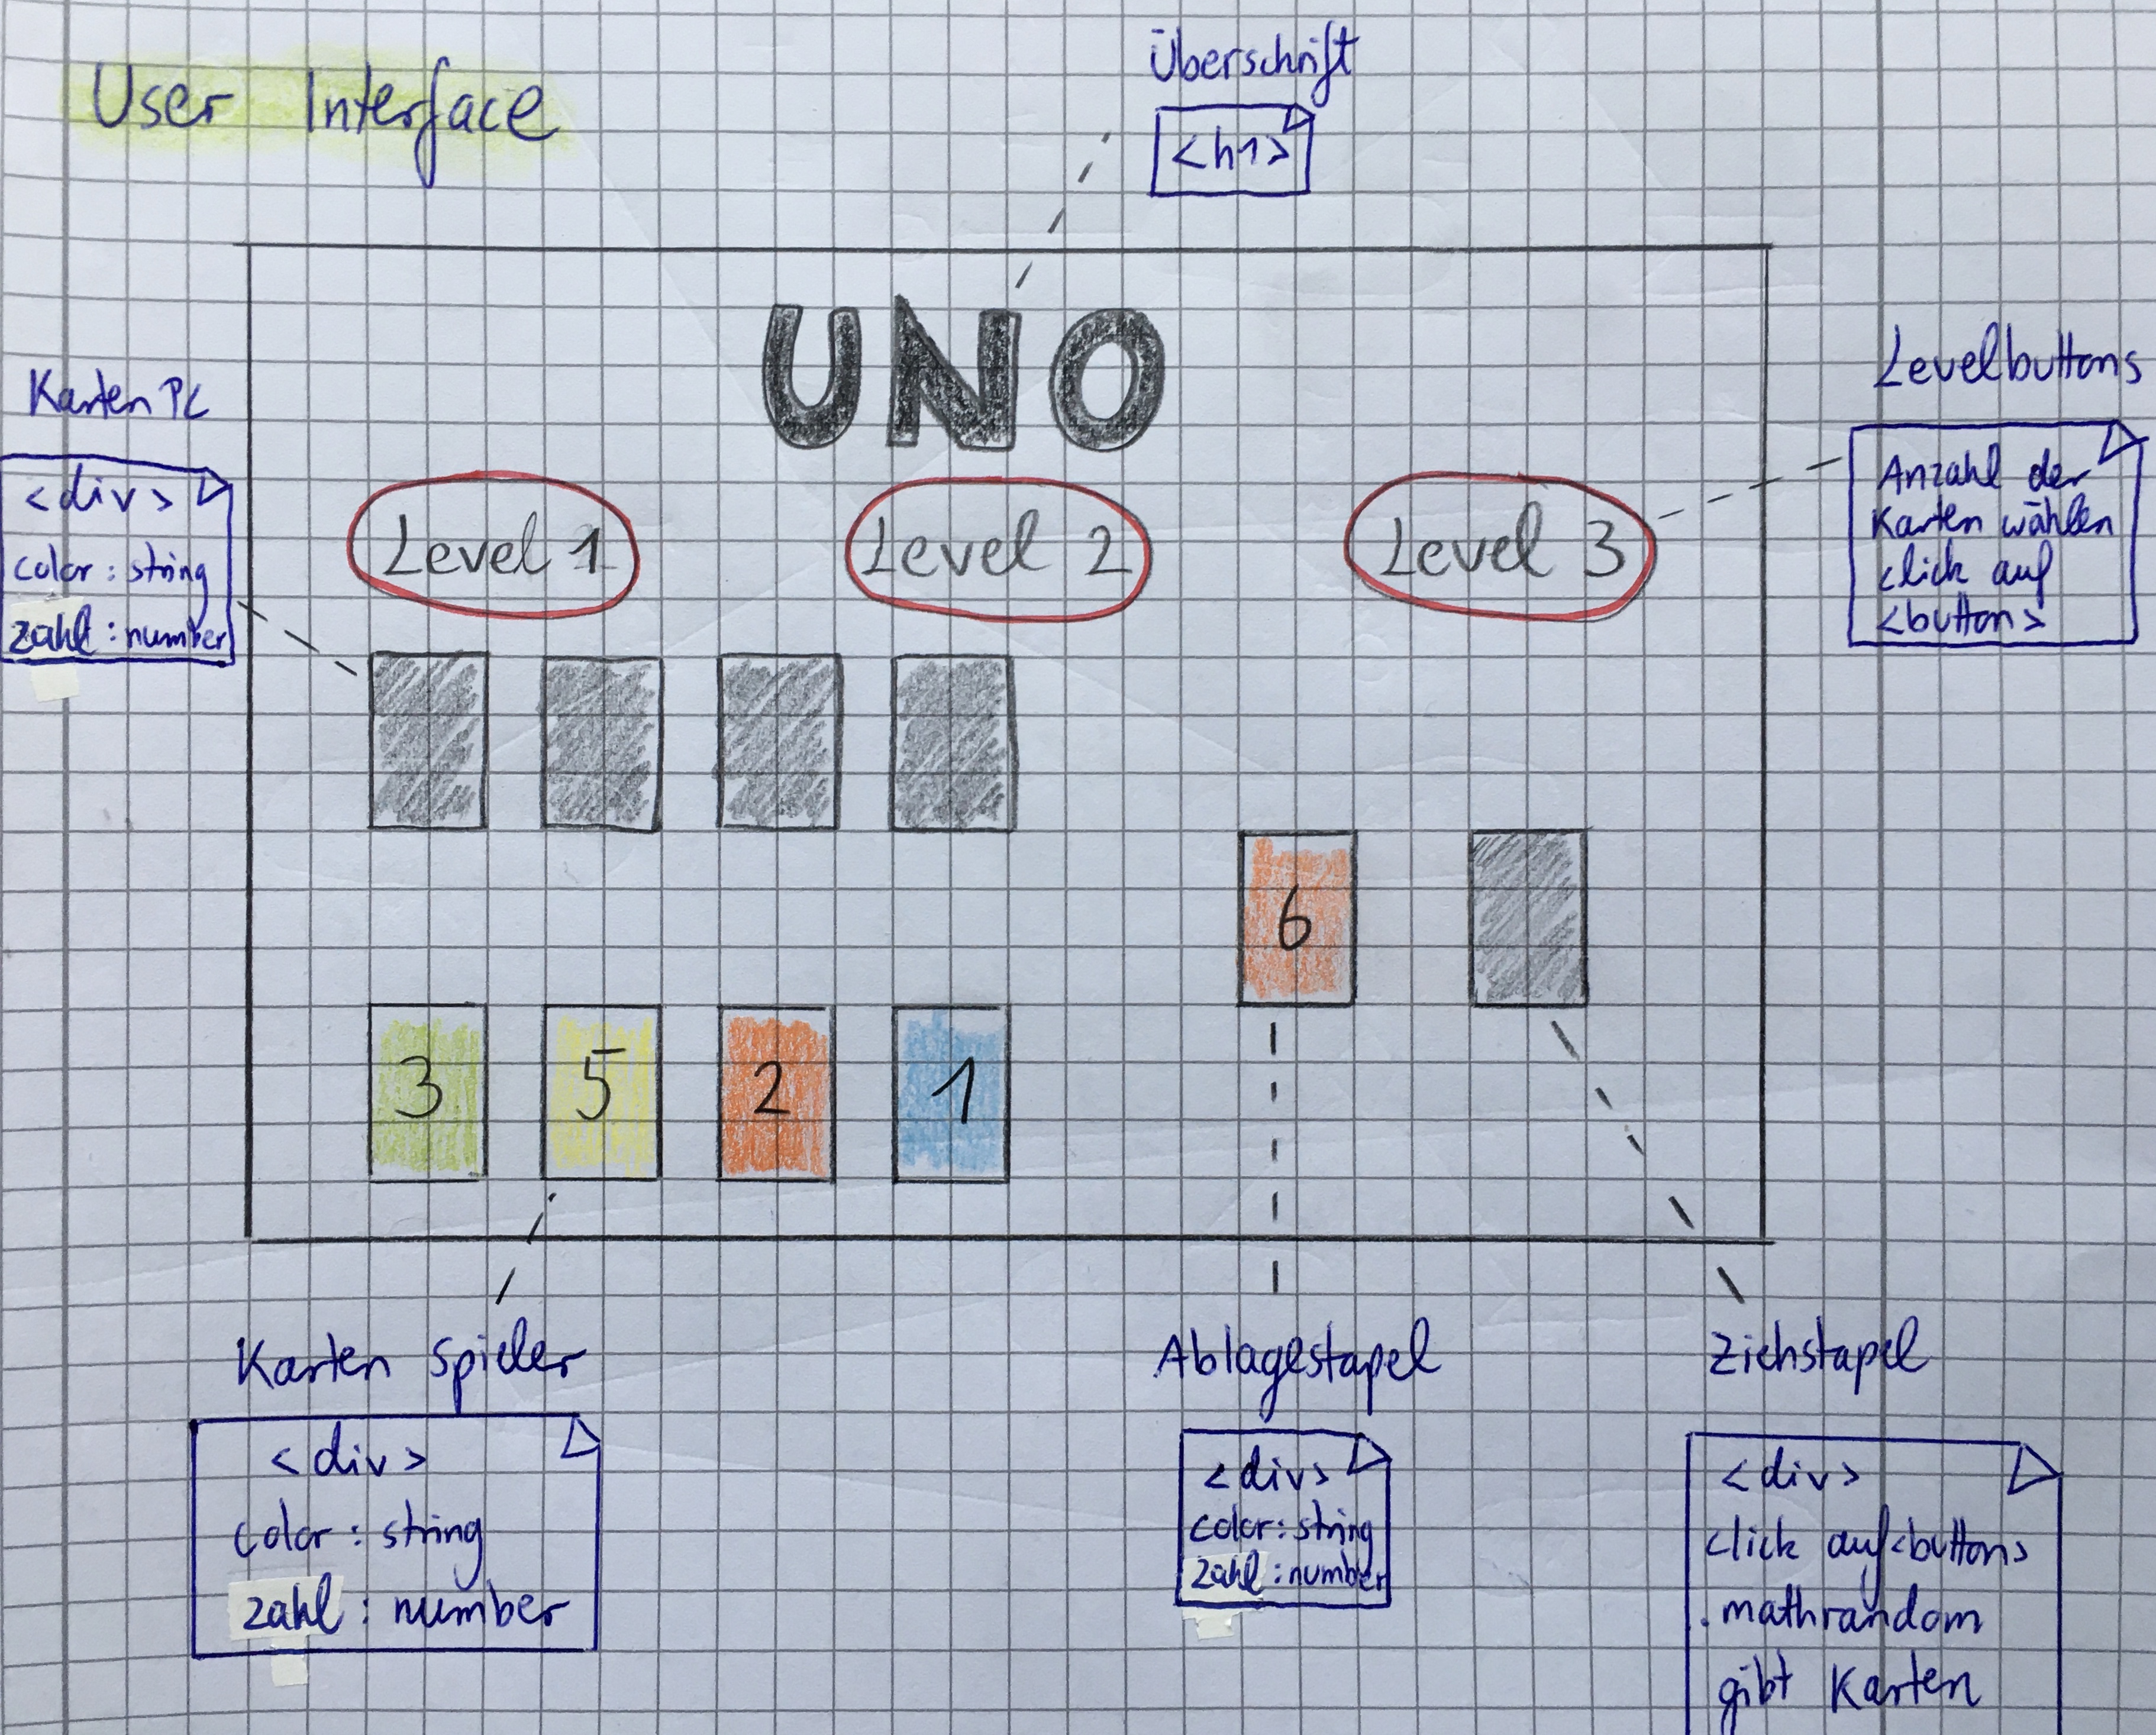 User Interface
Überschrift
<h1>
UNO
Karten PC
<div>
color: string
zahl: number
Level 1
Level 2
Level 3
Levelbuttons
Anzahl der
Karten wählen
click auf
<button>
6
3
5
2
1
Karten Spieler
<div>
color: string
zahl: number
Ablagestapel
<div>
color: string
zahl: number
Ziehstapel
<div>
click auf <button>
.mathrandom
gibt Karten